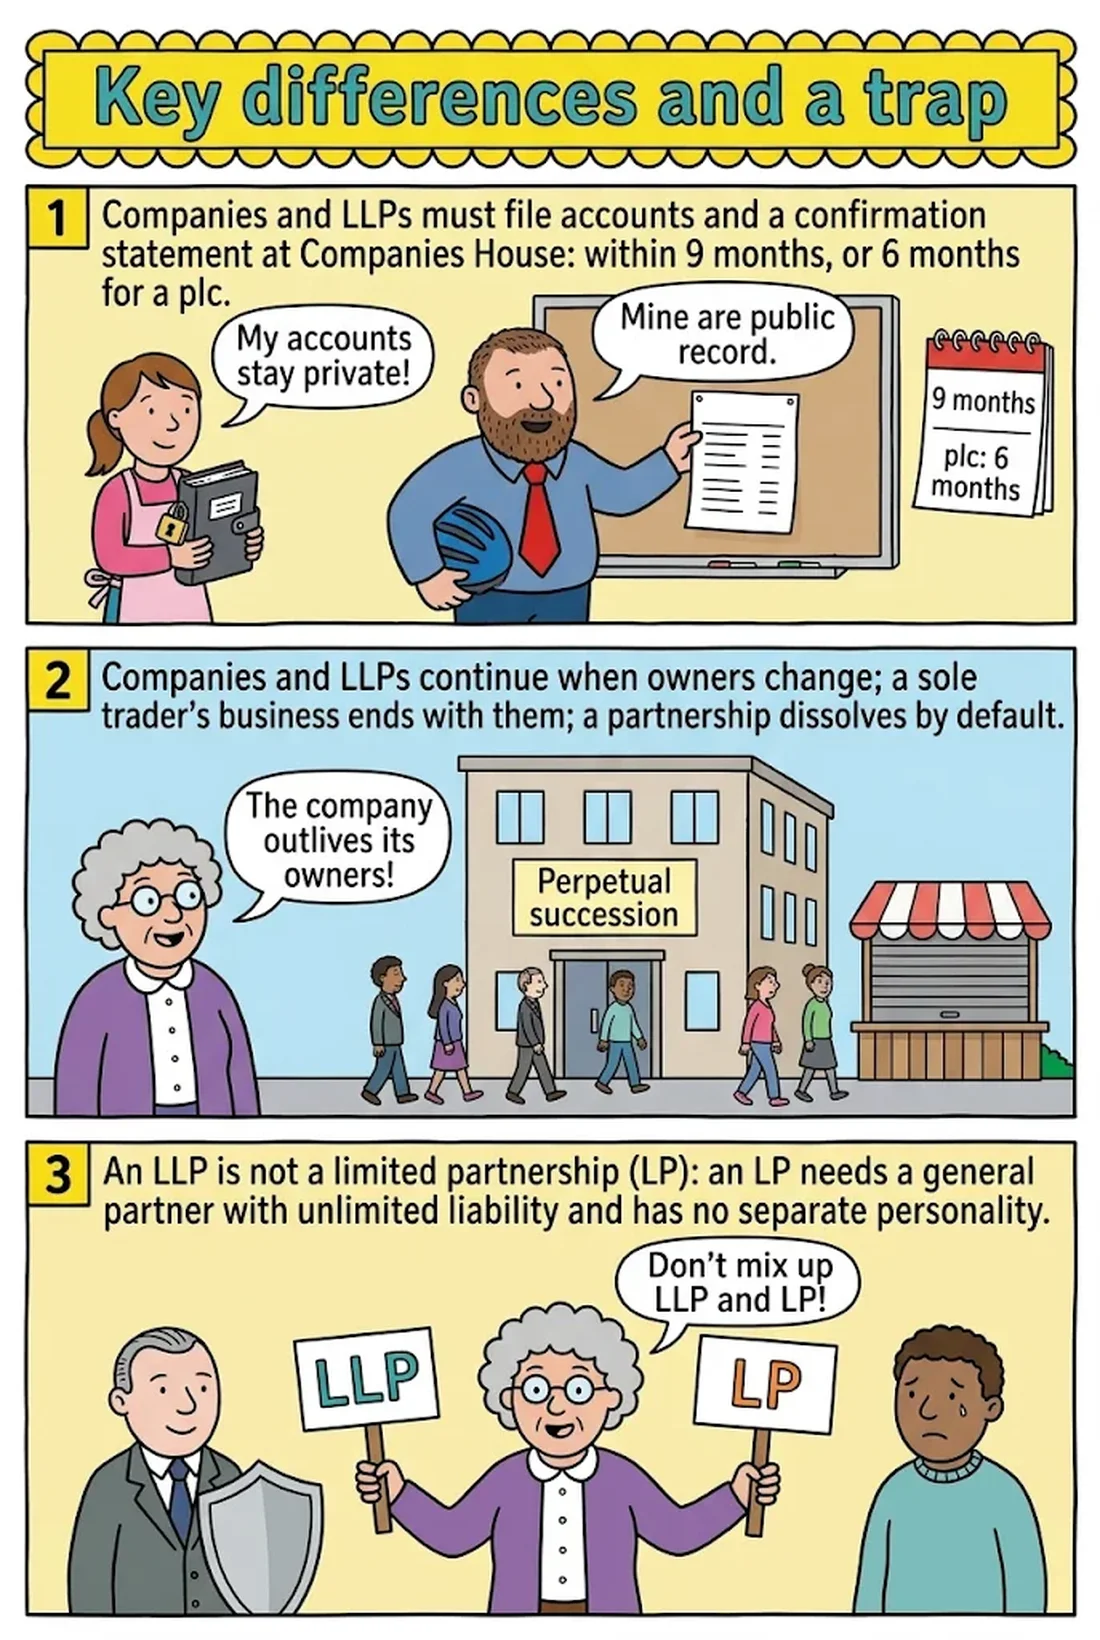 Key differences and a trap
1
Companies and LLPs must file accounts and a confirmation
statement at Companies House: within 9 months, or 6 months
for a plc.
My accounts
stay private!
Mine are public
record.
9 months
plc: 6
months
2
Companies and LLPs continue when owners change; a sole
trader's business ends with them; a partnership dissolves by default.
The company
outlives its
owners!
Perpetual
succession
3
An LLP is not a limited partnership (LP): an LP needs a general
partner with unlimited liability and has no separate personality.
Don't mix up
LLP and LP!
LLP
LP